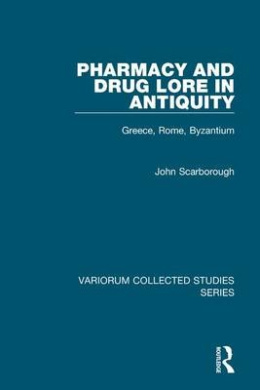 PHARMACY AND
DRUG LORE IN
ANTIQUITY
Greece, Rome, Byzantium
John Scarborough
VARIORUM COLLECTED STUDIES
SERIES
ROUTLEDGE